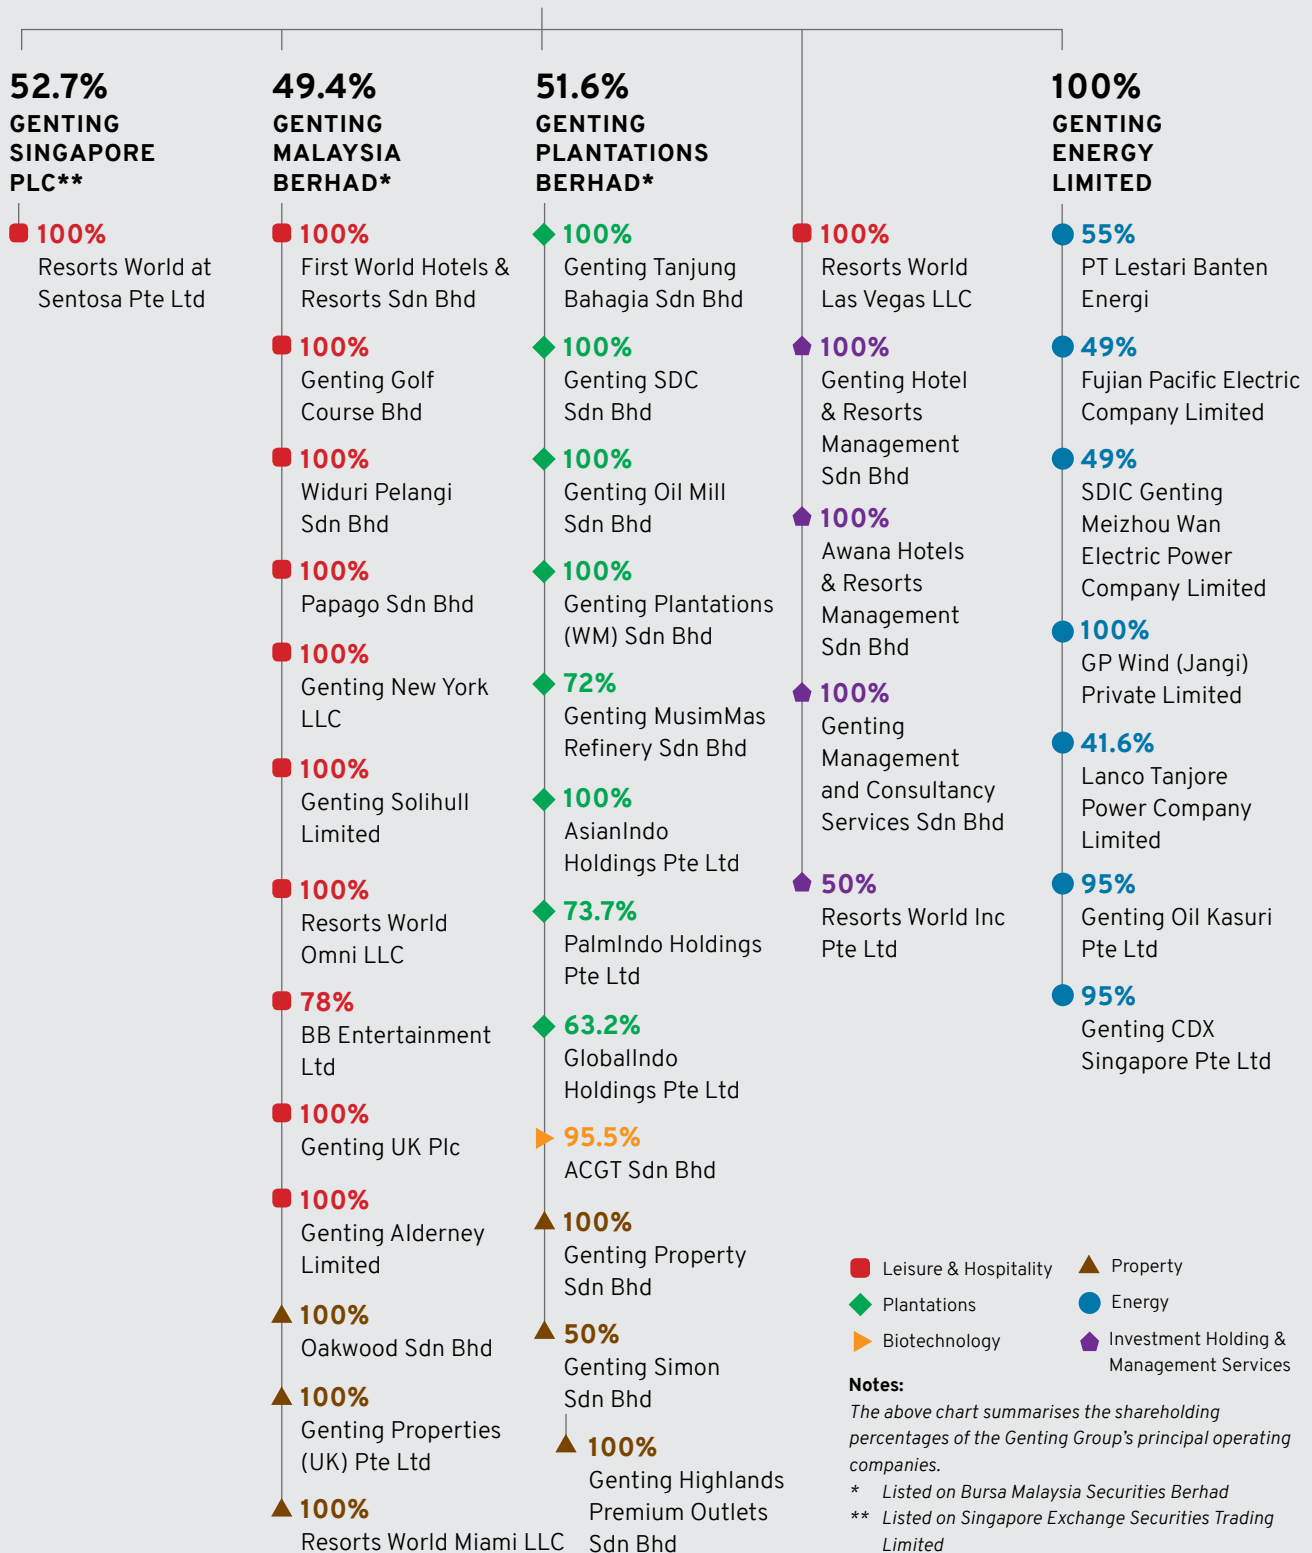 52.7%
GENTING
SINGAPORE
PLC**
100%
Resorts World at
Sentosa Pte Ltd
49.4%
GENTING
MALAYSIA
BERHAD*
100%
First World Hotels &
Resorts Sdn Bhd
100%
Genting Golf
Course Bhd
100%
Widuri Pelangi
Sdn Bhd
100%
Papago Sdn Bhd
100%
Genting New York
LLC
100%
Genting Solihull
Limited
100%
Resorts World
Omni LLC
78%
BB Entertainment
Ltd
100%
Genting UK Plc
100%
Genting Alderney
Limited
100%
Oakwood Sdn Bhd
100%
Genting Properties
(UK) Pte Ltd
100%
Resorts World Miami LLC
51.6%
GENTING
PLANTATIONS
BERHAD*
100%
Genting Tanjung
Bahagia Sdn Bhd
100%
Genting SDC
Sdn Bhd
100%
Genting Oil Mill
Sdn Bhd
100%
Genting Plantations
(WM) Sdn Bhd
72%
Genting MusimMas
Refinery Sdn Bhd
100%
AsianIndo
Holdings Pte Ltd
73.7%
PalmIndo Holdings
Pte Ltd
63.2%
GlobalIndo
Holdings Pte Ltd
95.5%
ACGT Sdn Bhd
100%
Genting Property
Sdn Bhd
50%
Genting Simon
Sdn Bhd
100%
Genting Highlands
Premium Outlets
Sdn Bhd
100%
Resorts World
Las Vegas LLC
100%
Genting Hotel
& Resorts
Management
Sdn Bhd
100%
Awana Hotels
& Resorts
Management
Sdn Bhd
100%
Genting
Management
and Consultancy
Services Sdn Bhd
50%
Resorts World Inc
Pte Ltd
100%
GENTING
ENERGY
LIMITED
55%
PT Lestari Banten
Energi
49%
Fujian Pacific Electric
Company Limited
49%
SDIC Genting
Meizhou Wan
Electric Power
Company Limited
100%
GP Wind (Jangi)
Private Limited
41.6%
Lanco Tanjore
Power Company
Limited
95%
Genting Oil Kasuri
Pte Ltd
95%
Genting CDX
Singapore Pte Ltd
Leisure & Hospitality
Plantations
Biotechnology
Property
Energy
Investment Holding &
Management Services
Notes:
The above chart summarises the shareholding
percentages of the Genting Group's principal operating
companies.
* Listed on Bursa Malaysia Securities Berhad
** Listed on Singapore Exchange Securities Trading
Limited